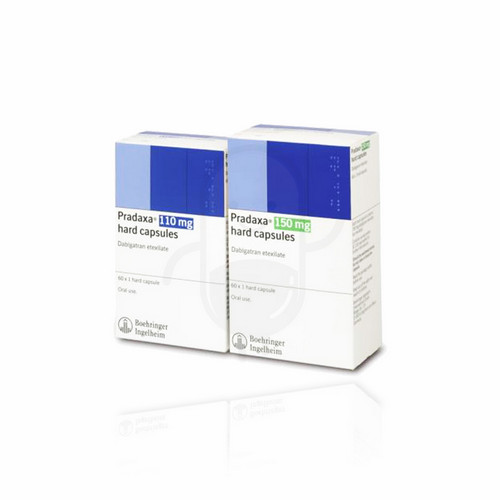 Pradaxa® 110 mg
hard capsules
Dabigatran etexilate
60 x 1 hard capsule
Oral use.
Boehringer
Ingelheim
Pradaxa® 150 mg
hard capsules
Dabigatran etexilate
60 x 1 hard capsule
Oral use.
Boehringer
Ingelheim